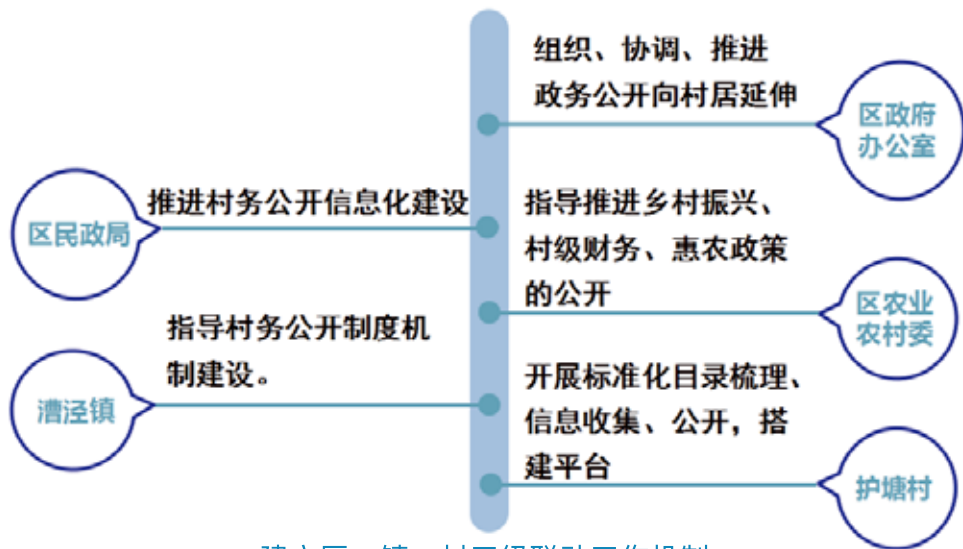 组织、协调、推进
政务公开向村居延伸
区政府
办公室
推进村务公开信息化建设
区民政局
指导推进乡村振兴、
村级财务、惠农政策
的公开
区农业
农村委
指导村务公开制度机
制建设。
漕泾镇
开展标准化目录梳理、
信息收集、公开，搭
建平台
护塘村